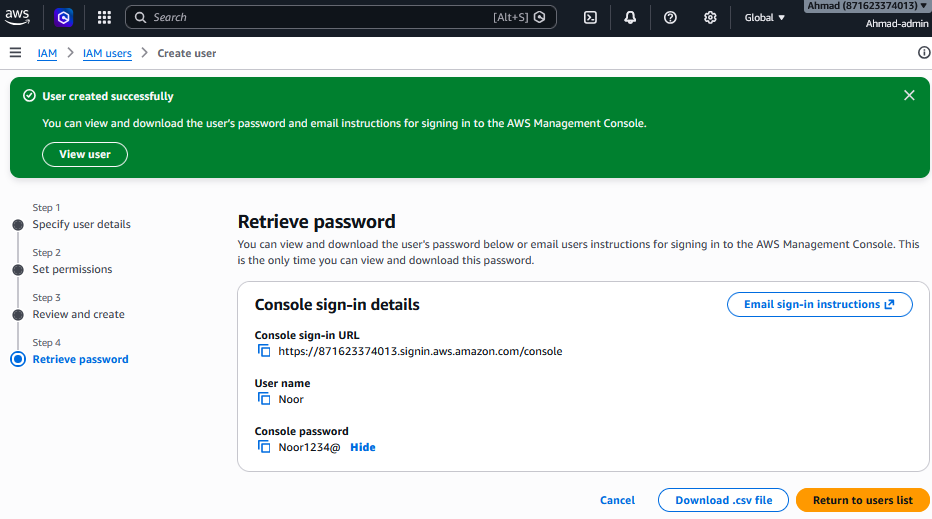 aws
Search
[Alt+S]
Global
Ahmad (871623374013)
Ahmad-admin
IAM
IAM users
Create user
User created successfully
You can view and download the user's password and email instructions for signing in to the AWS Management Console.
View user
Step 1
Specify user details
Step 2
Set permissions
Step 3
Review and create
Step 4
Retrieve password
Retrieve password
You can view and download the user's password below or email users instructions for signing in to the AWS Management Console. This
is the only time you can view and download this password.
Console sign-in details
Email sign-in instructions
Console sign-in URL
https://871623374013.signin.aws.amazon.com/console
User name
Noor
Console password
Noor1234@ Hide
Cancel
Download .csv file
Return to users list